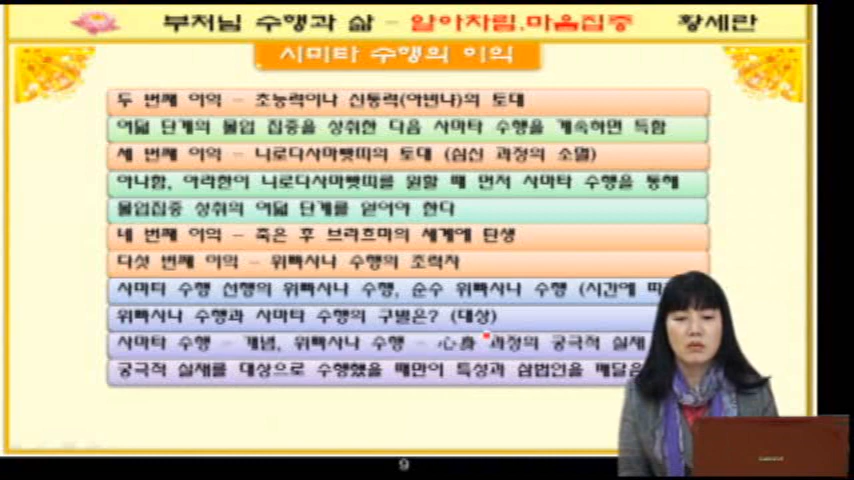 부처님 수행과 삶 - 알아차림.마음집중 황세란
사마타 수행의 이익
두 번째 이익 - 초능력이나 신통력(아빈냐)의 토대
여덟 단계의 몰입 집중을 성취한 다음 사마타 수행을 계속하면 득함
세 번째 이익 - 니로다사마빳띠의 토대 (심신 과정의 소멸)
아나함, 아라한이 니로다사마빳띠를 원할 때 먼저 사마타 수행을 통해
몰입집중 성취의 여덟 단계를 얻어야 한다
네 번째 이익 - 죽은 후 브라흐마의 세계에 탄생
다섯 번째 이익 - 위빠사나 수행의 조력자
사마타 수행 선행의 위빠사나 수행, 순수 위빠사나 수행 (시간에 따
위빠사나 수행과 사마타 수행의 구별은? (대상)
사마타 수행 - 개념, 위빠사나 수행 - 心身 과정의 궁극적 실재
궁극적 실재를 대상으로 수행했을 때만이 특성과 삼법인을 깨달은
9